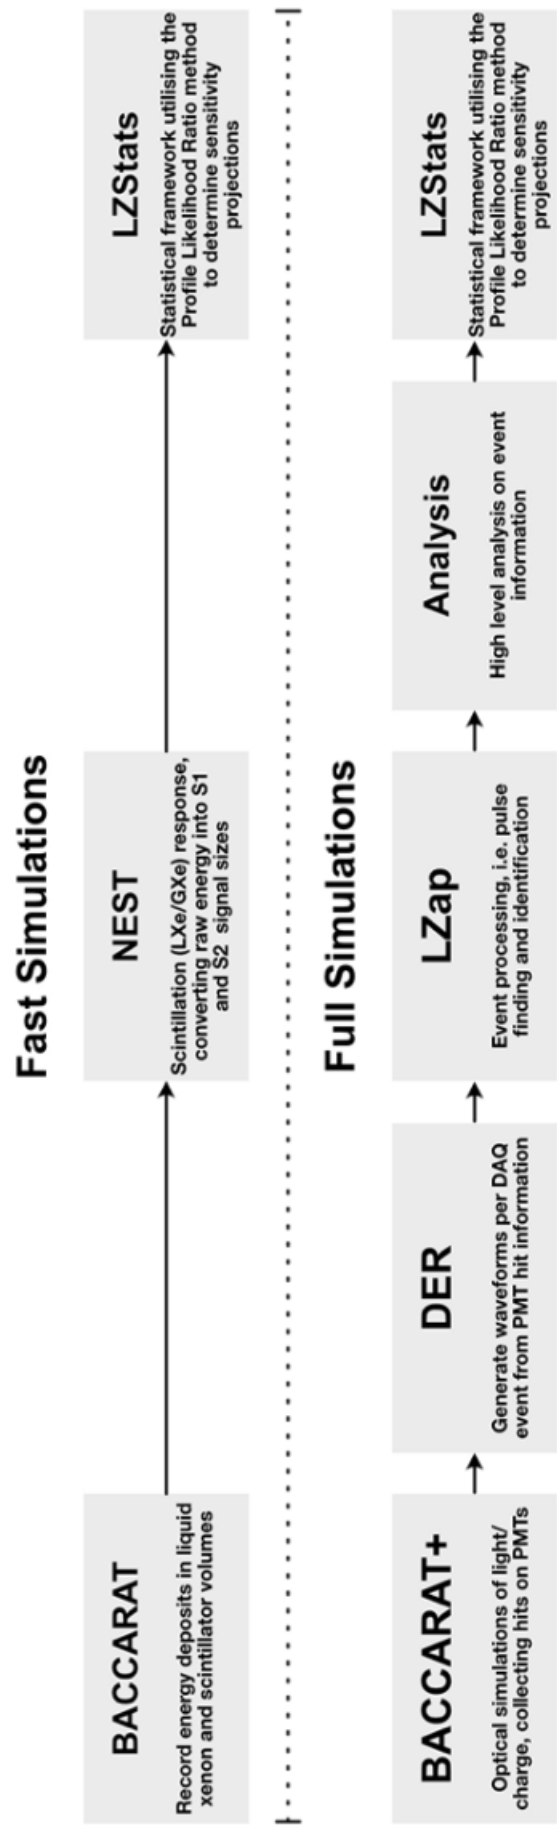 Fast Simulations
BACCARAT
Record energy deposits in liquid
xenon and scintillator volumes
NEST
Scintillation (LXe/GXe) response,
converting raw energy into S1
and S2 signal sizes
LZStats
Statistical framework utilising the
Profile Likelihood Ratio method
to determine sensitivity
projections
Full Simulations
BACCARAT+
Optical simulations of light/
charge, collecting hits on PMTs
DER
Generate waveforms per DAQ
event from PMT hit information
LZap
Event processing, i.e. pulse
finding and identification
Analysis
High level analysis on event
information
LZStats
Statistical framework utilising the
Profile Likelihood Ratio method
to determine sensitivity
projections